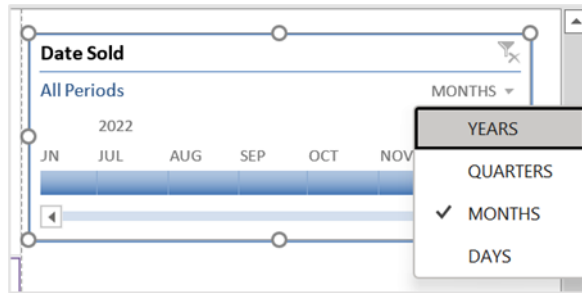 Date Sold
All Periods
MONTHS
2022
JN JUL AUG SEP OCT NOV
YEARS
QUARTERS
MONTHS
DAYS